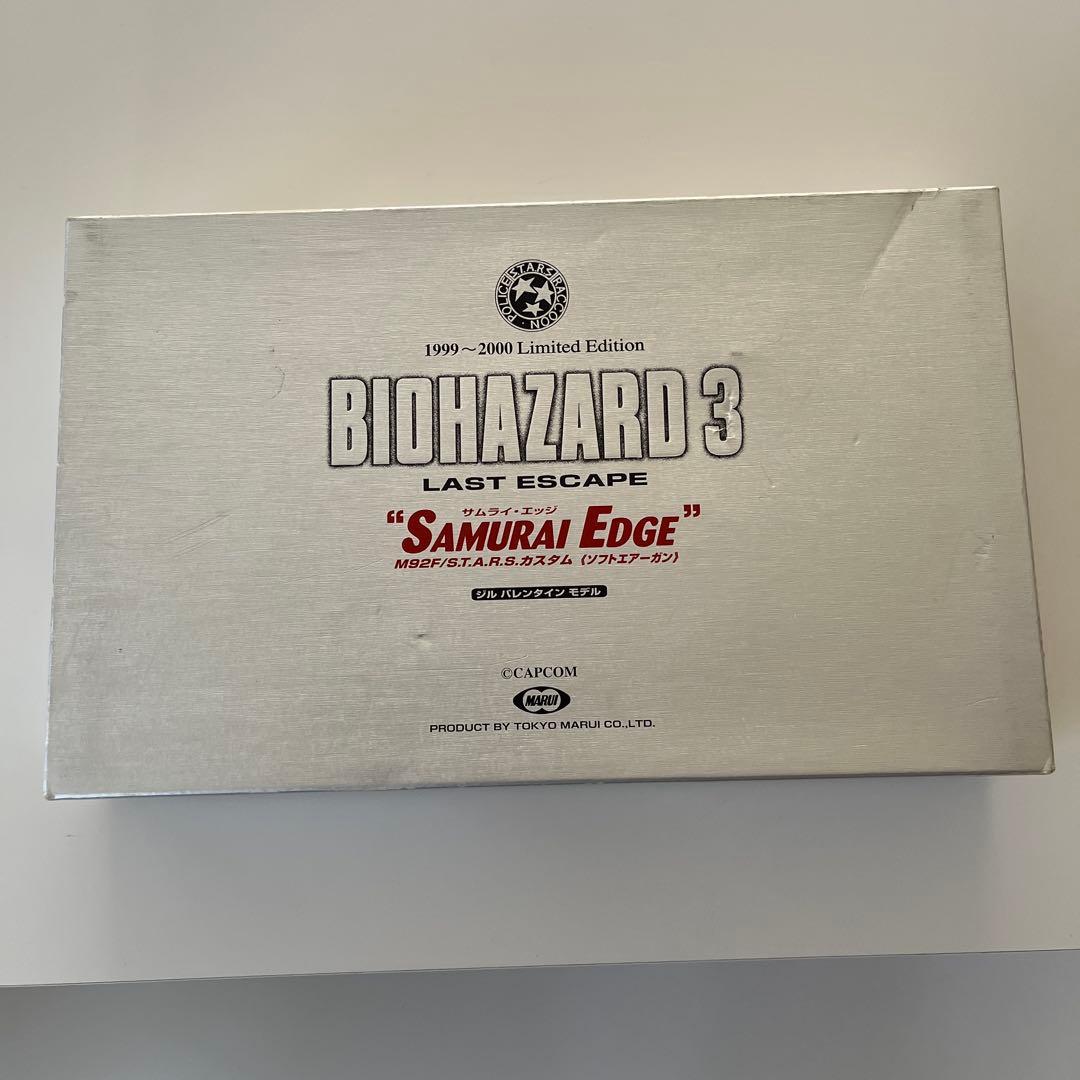 S.T.A.R.S. RACCOON・POLICE
1999～2000 Limited Edition
BIOHAZARD 3
LAST ESCAPE
サムライ・エッジ
“SAMURAI EDGE”
M92F/S.T.A.R.S.カスタム《ソフトエアーガン》
ジル バレンタイン モデル
©CAPCOM
MARUI
PRODUCT BY TOKYO MARUI CO.,LTD.